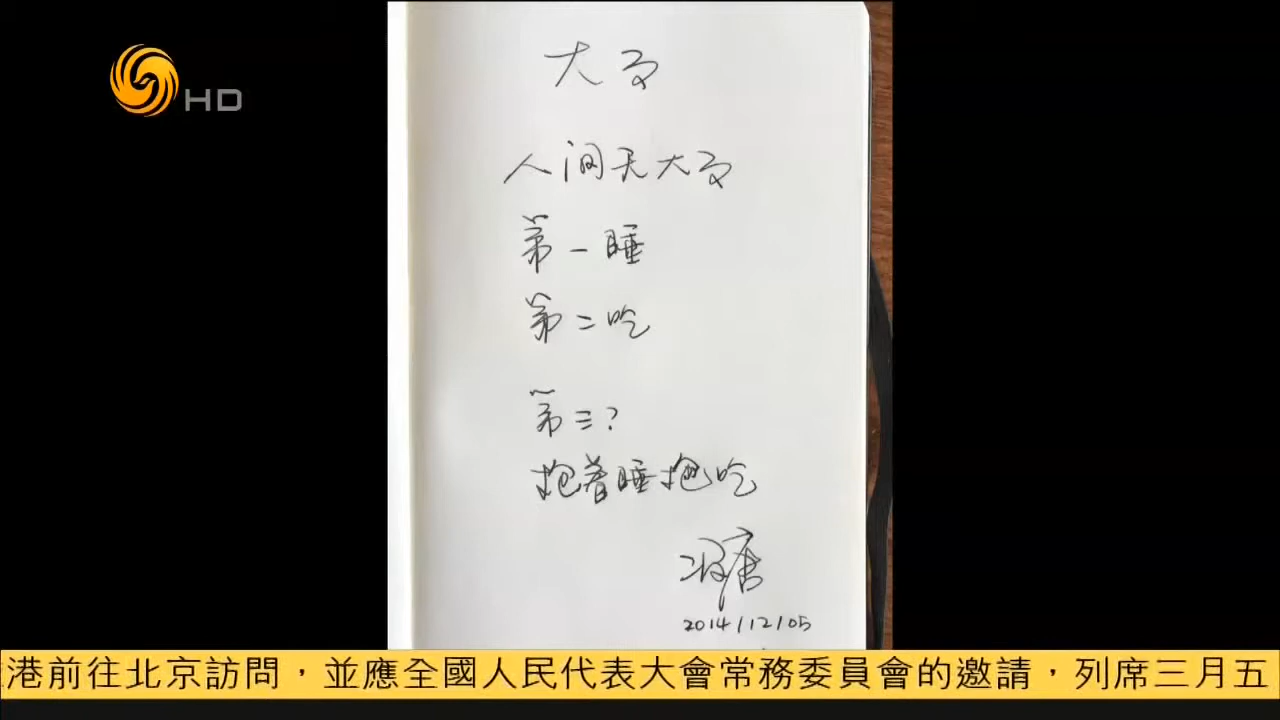 HD
大事
人间无大事
第一睡
第二吃
第三?
抱着睡抱吃
冯唐
2014/12/05
港前往北京訪問，並應全國人民代表大會常務委員會的邀請，列席三月五